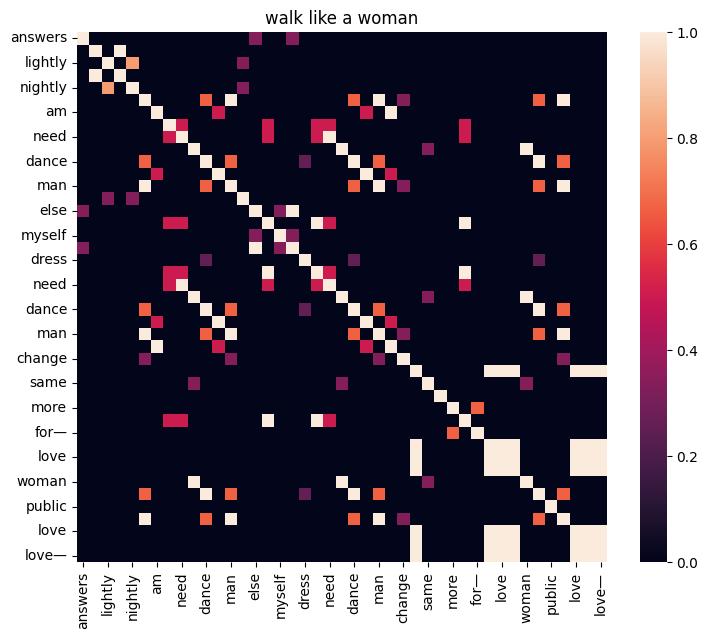 walk like a woman
answers
lightly
nightly
am
need
dance
man
else
myself
dress
need
dance
man
change
same
more
for—
love
woman
public
love
love—
answers
lightly
nightly
am
need
dance
man
else
myself
dress
need
dance
man
change
same
more
for—
love
woman
public
love
love—
1.0
0.8
0.6
0.4
0.2
0.0